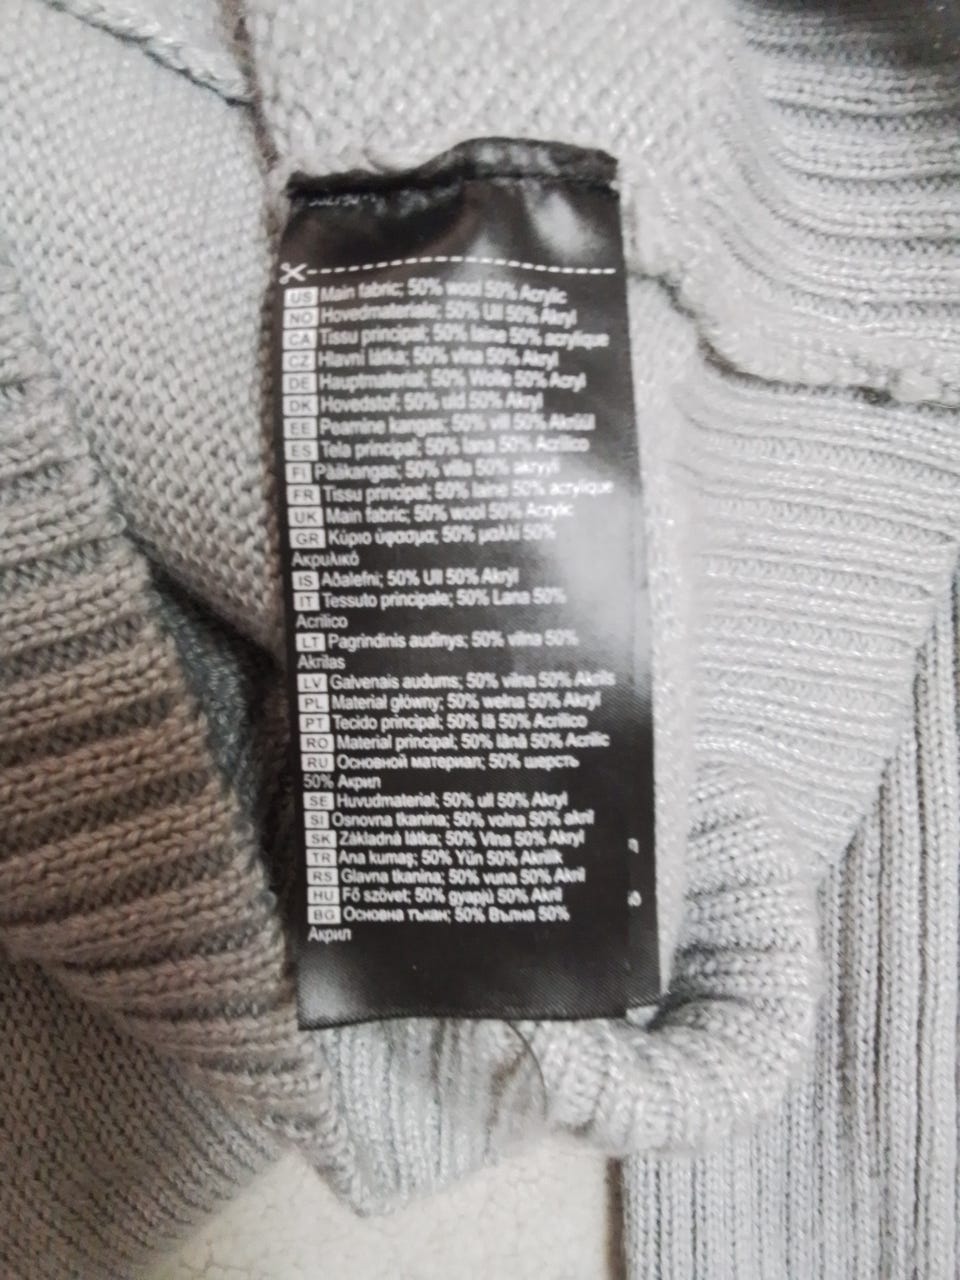 US Main fabric; 50% wool 50% Acrylic
NO Hovedmateriale; 50% Ull 50% Akryl
CA Tissu principal; 50% laine 50% acrylique
CZ Hlavní látka; 50% vlna 50% Akryl
DE Hauptmaterial; 50% Wolle 50% Acryl
DK Hovedstof; 50% uld 50% Akryl
EE Peamine kangas; 50% vill 50% Akrüül
ES Tela principal; 50% lana 50% Acrílico
FI Pääkangas; 50% villa 50% akryyli
FR Tissu principal; 50% laine 50% acrylique
UK Main fabric; 50% wool 50% Acrylic
GR Κύριο ύφασμα; 50% μαλλί 50%
Ακρυλικό
IS Aðalefni; 50% Ull 50% Akrýl
IT Tessuto principale; 50% Lana 50%
Acrilico
LT Pagrindinis audinys; 50% vilna 50%
Akrilas
LV Galvenais audums; 50% vilna 50% Akrils
PL Materiał główny; 50% wełna 50% Akryl
PT Tecido principal; 50% lã 50% Acrílico
RO Material principal; 50% lână 50% Acrilic
RU Основной материал; 50% шерсть
50% Акрил
SE Huvudmaterial; 50% ull 50% Akryl
SI Osnovna tkanina; 50% volna 50% akril
SK Základná látka; 50% Vlna 50% Akryl
TR Ana kumaş; 50% Yün 50% Akrilik
RS Glavna tkanina; 50% vuna 50% Akril
HU Fő szövet; 50% gyapjú 50% Akril
BG Основна тъкан; 50% Вълна 50%
Акрил